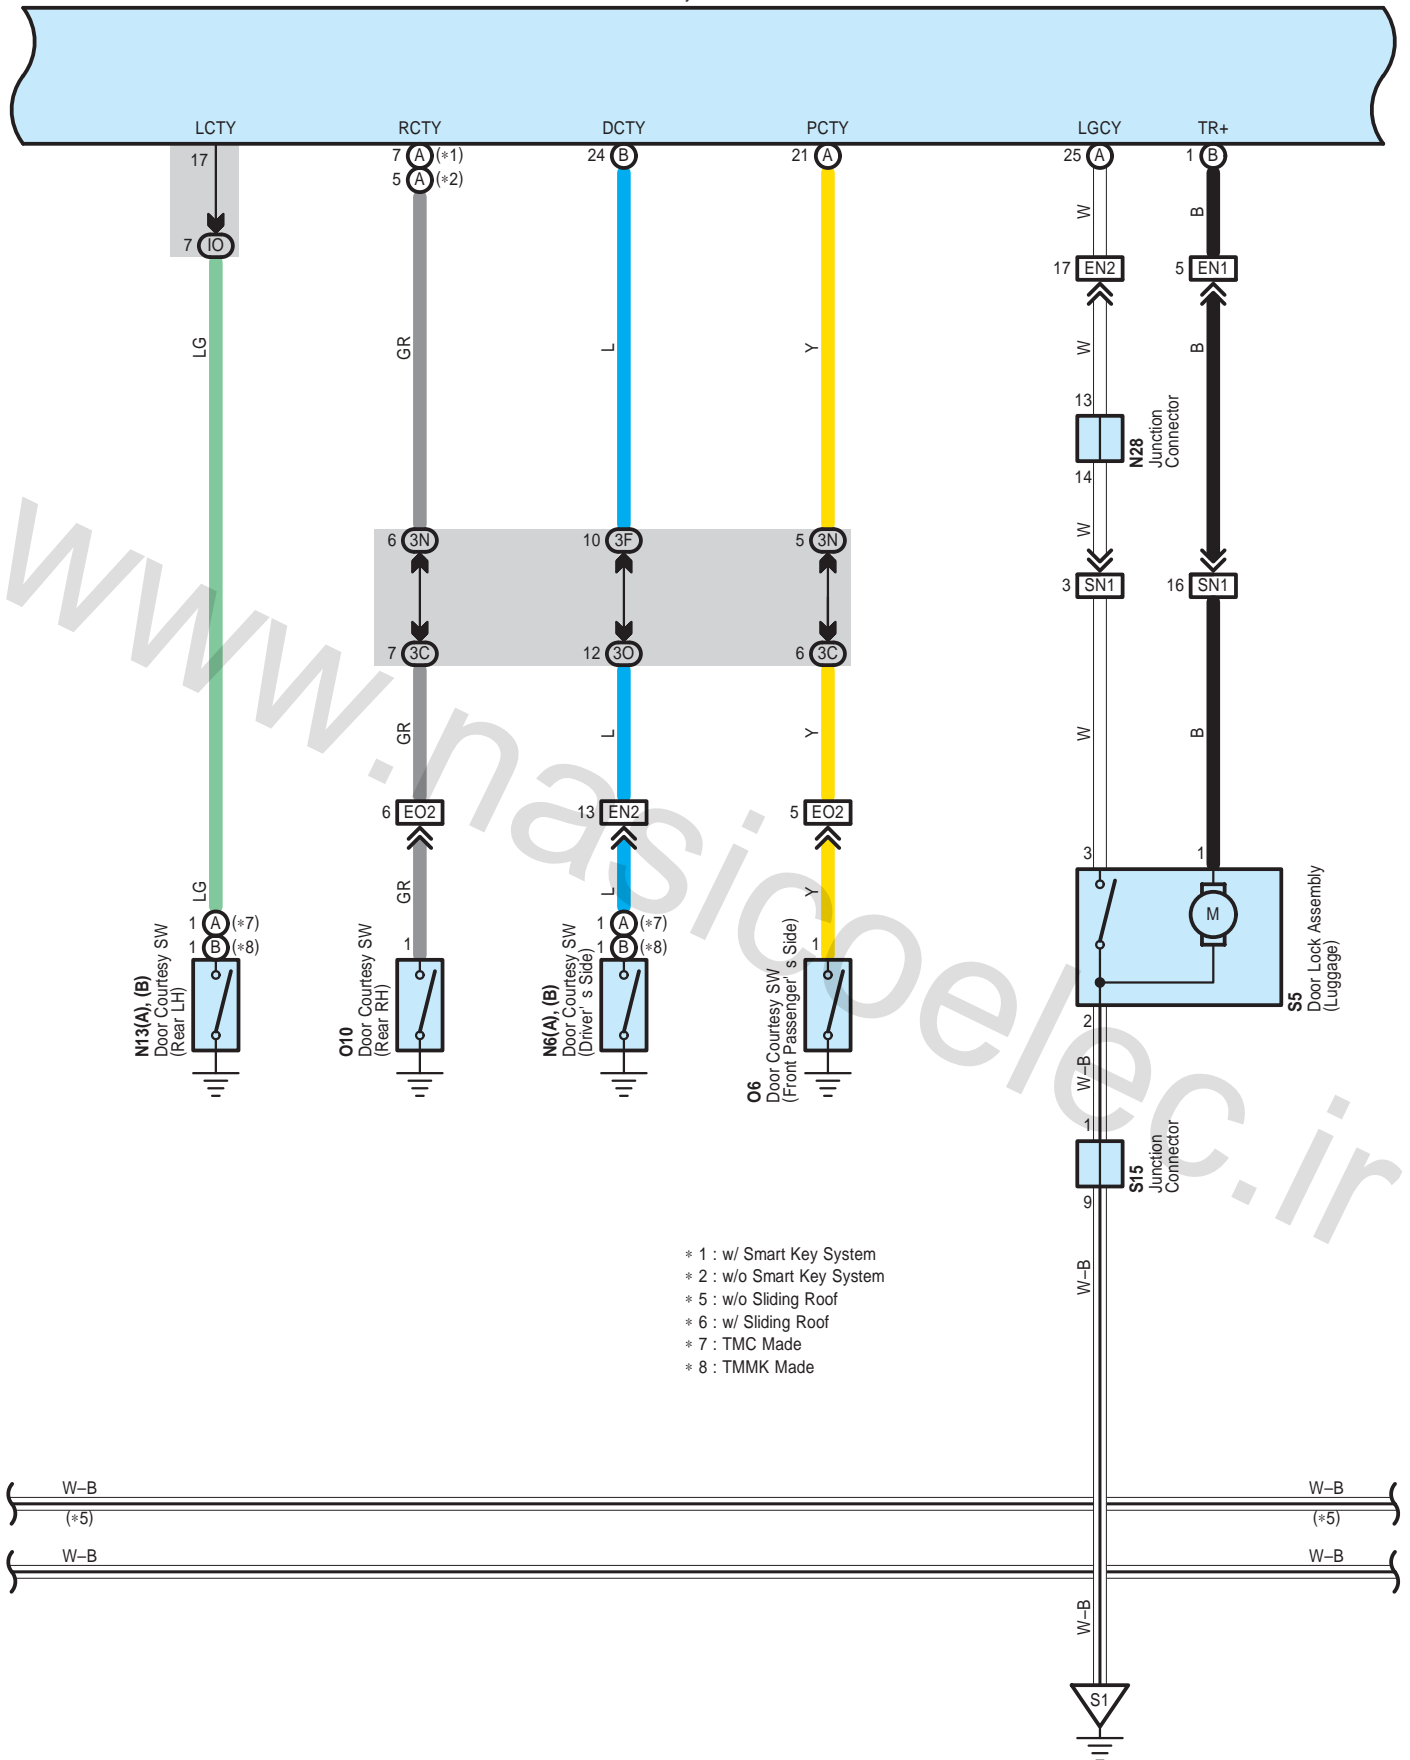 LCTY RCTY DCTY PCTY LGCY TR+
17 7 A (*1) 24 B 21 A 25 A 1 B
5 A (*2)
W B
7 IO
17 EN2 5 EN1
LG GR L Y W B
13
N28
Junction
Connector
14
W
6 3N 10 3F 5 3N
3 SN1 16 SN1
7 3C 12 3O 6 3C
GR L Y W B
6 EO2 13 EN2 5 EO2
3 1
LG GR L Y
1 A (*7) 1 A (*7)
1 B (*8) 1 1 B (*8) 1
M
N13(A), (B)
Door Courtesy SW
(Rear LH)
O10
Door Courtesy SW
(Rear RH)
N6(A), (B)
Door Courtesy SW
(Driver' s Side)
O6
Door Courtesy SW
(Front Passenger' s Side)
S5
Door Lock Assembly
(Luggage)
2
W–B
1
S15
Junction
Connector
9
W–B
* 1 : w/ Smart Key System
* 2 : w/o Smart Key System
* 5 : w/o Sliding Roof
* 6 : w/ Sliding Roof
* 7 : TMC Made
* 8 : TMMK Made
W–B W–B
(*5) (*5)
W–B W–B
W–B
S1
www.nasicoelec.ir